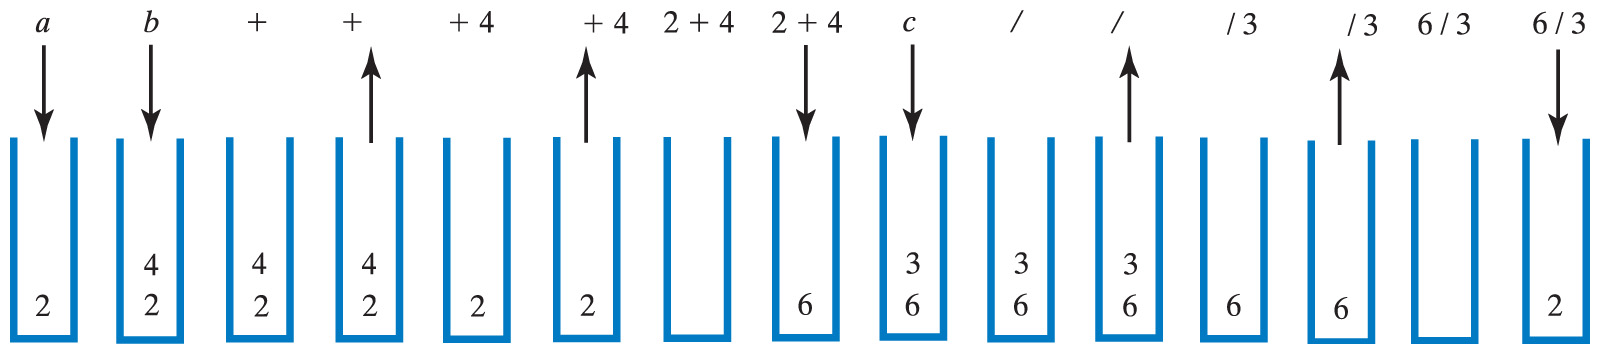 a b + + + 4 + 4 2 + 4 2 + 4 c / / / 3 / 3 6 / 3 6 / 3
4 4 4 3 3 3
2 2 2 2 2 2 6 6 6 6 6 6 2